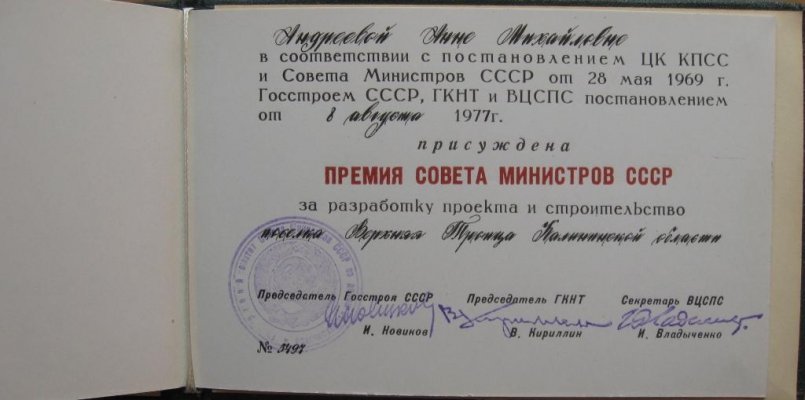 Андреевой Анне Михайловне
в соответствии с постановлением ЦК КПСС
и Совета Министров СССР от 28 мая 1969 г.
Госстроем СССР, ГКНТ и ВЦСПС постановлением
от 8 августа 1977г.
присуждена
ПРЕМИЯ СОВЕТА МИНИСТРОВ СССР
за разработку проекта и строительство
поселка Верхняя Троица Калининской области
Председатель Госстроя СССР Председатель ГКНТ Секретарь ВЦСПС
И. Новиков В. Кириллин И. Владыченко
№ 3497